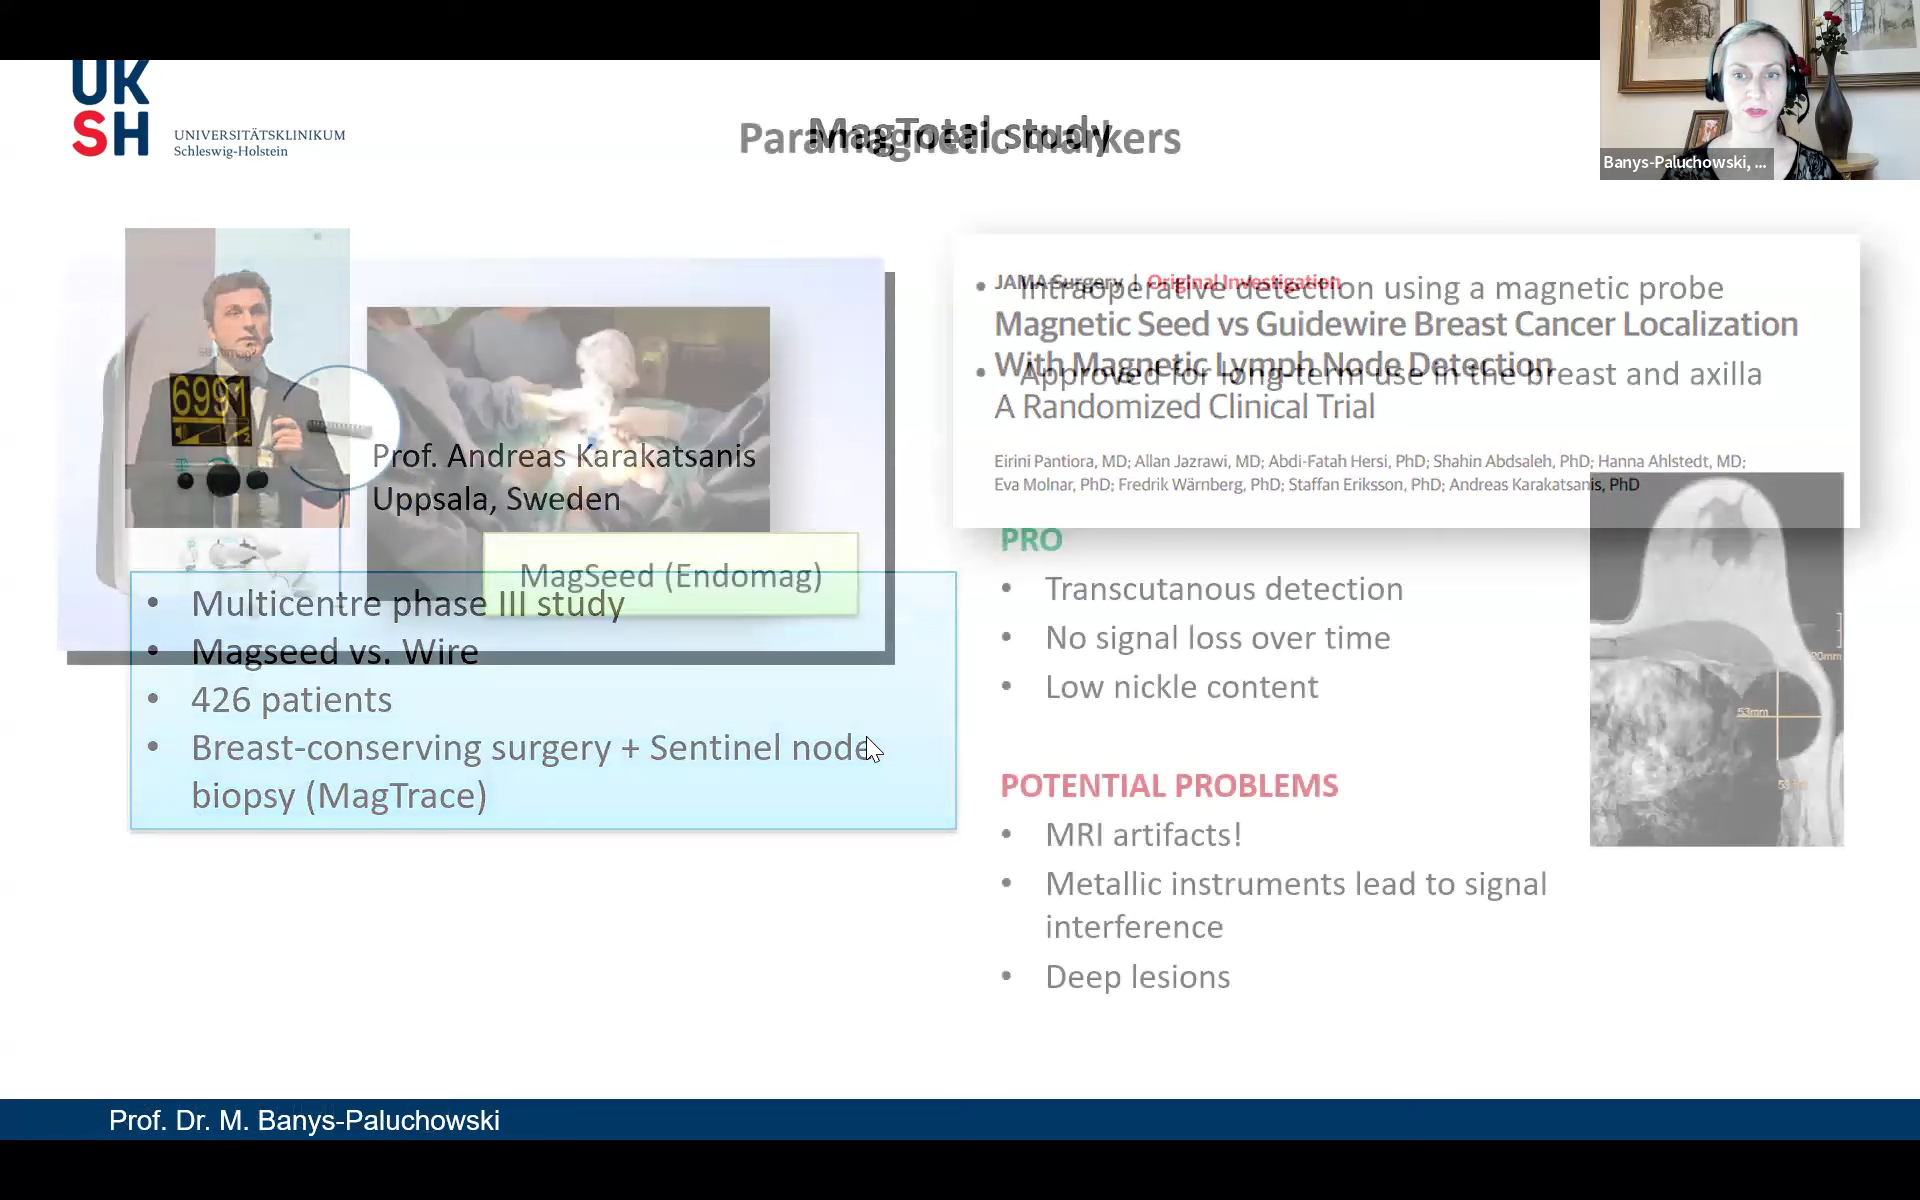 UK
SH
UNIVERSITÄTSKLINIKUM
Schleswig-Holstein
Paramagnetic markers
MagTotal study
Banys-Paluchowski, ...
6991
Prof. Andreas Karakatsanis
Uppsala, Sweden
MagSeed (Endomag)
• Multicentre phase III study
• Magseed vs. Wire
• 426 patients
• Breast-conserving surgery + Sentinel node
biopsy (MagTrace)
JAMA Surgery | Original Investigation
Magnetic Seed vs Guidewire Breast Cancer Localization
With Magnetic Lymph Node Detection
A Randomized Clinical Trial
Eirini Pantiora, MD; Allan Jazrawi, MD; Abdi-Fatah Hersi, PhD; Shahin Abdsaleh, PhD; Hanna Ahlstedt, MD;
Eva Molnar, PhD; Fredrik Wärnberg, PhD; Staffan Eriksson, PhD; Andreas Karakatsanis, PhD
• Intraoperative detection using a magnetic probe
• Approved for long-term use in the breast and axilla
PRO
• Transcutanous detection
• No signal loss over time
• Low nickle content
POTENTIAL PROBLEMS
• MRI artifacts!
• Metallic instruments lead to signal
interference
• Deep lesions
20mm
53mm
Prof. Dr. M. Banys-Paluchowski